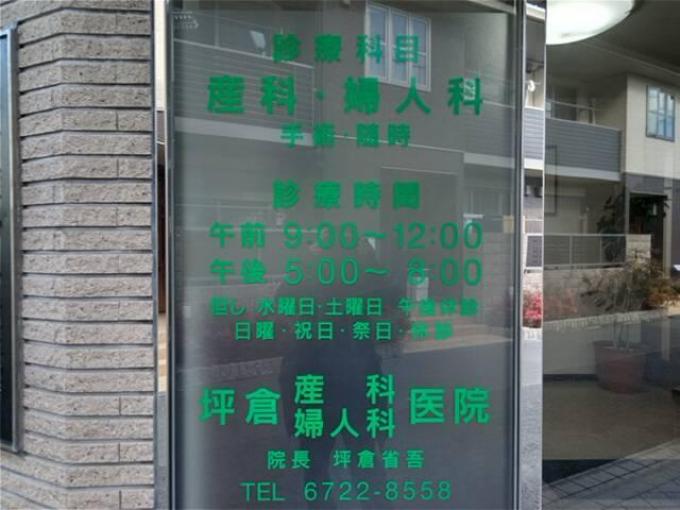 診療科目
産科・婦人科
手術・随時
診療時間
午前 9:00〜12:00
午後 5:00〜 8:00
但し 水曜日・土曜日 午後休診
日曜・祝日・祭日・休診
坪倉 産科 婦人科 医院
院長 坪倉省吾
TEL 6722-8558